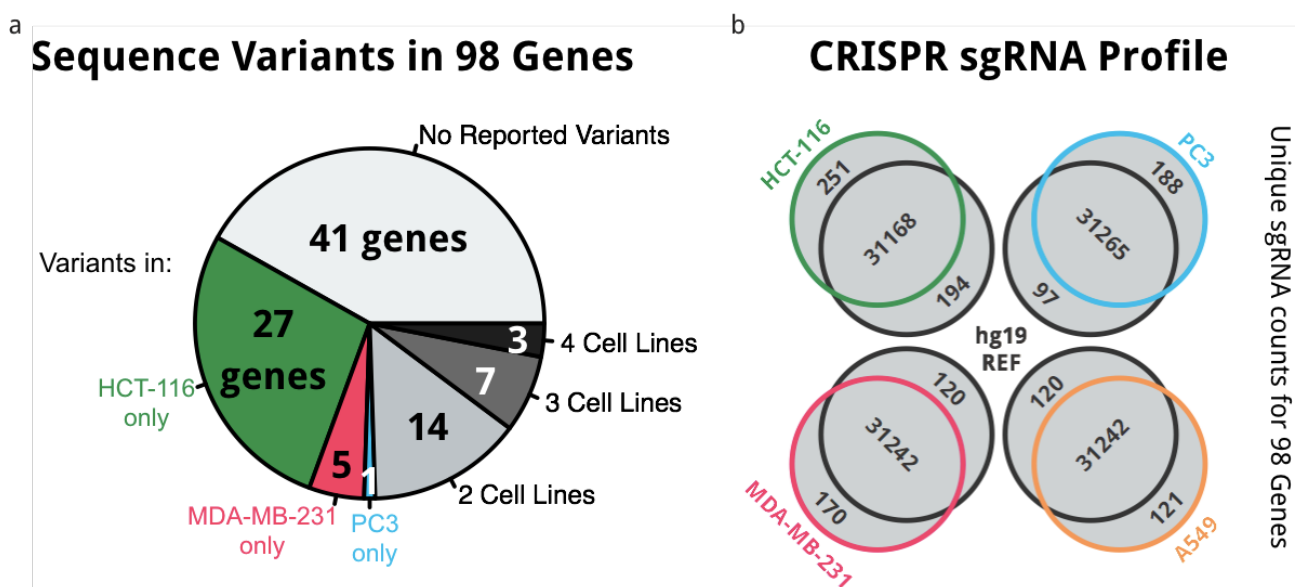 a
Sequence Variants in 98 Genes
No Reported Variants
41 genes
Variants in:
27
genes
HCT-116
only
5
MDA-MB-231
only
1
PC3
only
14
2 Cell Lines
7
3 Cell Lines
3
4 Cell Lines
b
CRISPR sgRNA Profile
HCT-116
251
31168
194
PC3
188
31265
97
hg19
REF
120
31242
170
MDA-MB-231
120
31242
121
A549
Unique sgRNA counts for 98 Genes